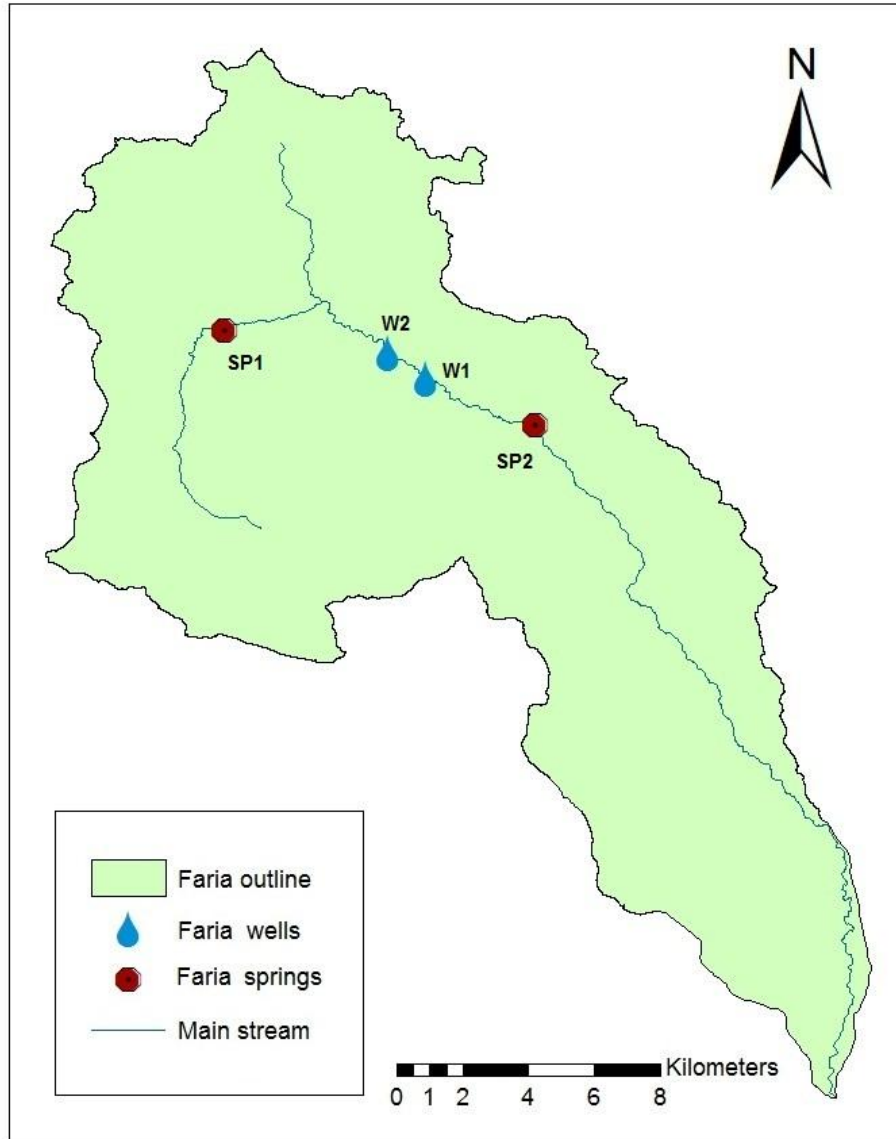 N
W2
W1
SP1
SP2
Faria outline
Faria wells
Faria springs
Main stream
Kilometers
0 1 2 4 6 8